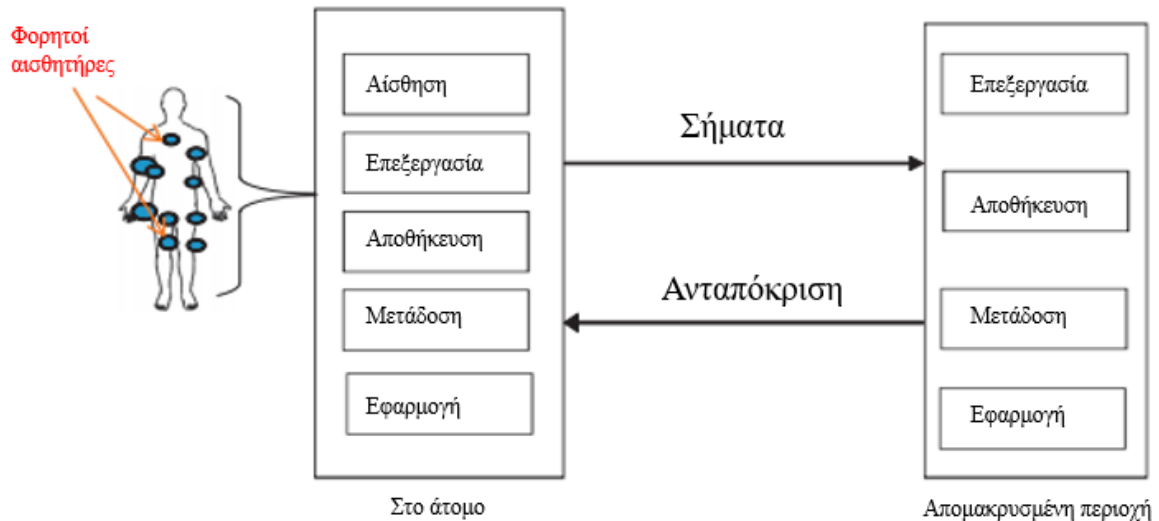 Φορητοί
αισθητήρες
Αίσθηση
Επεξεργασία
Αποθήκευση
Μετάδοση
Εφαρμογή
Στο άτομο
Σήματα
Ανταπόκριση
Επεξεργασία
Αποθήκευση
Μετάδοση
Εφαρμογή
Απομακρυσμένη περιοχή